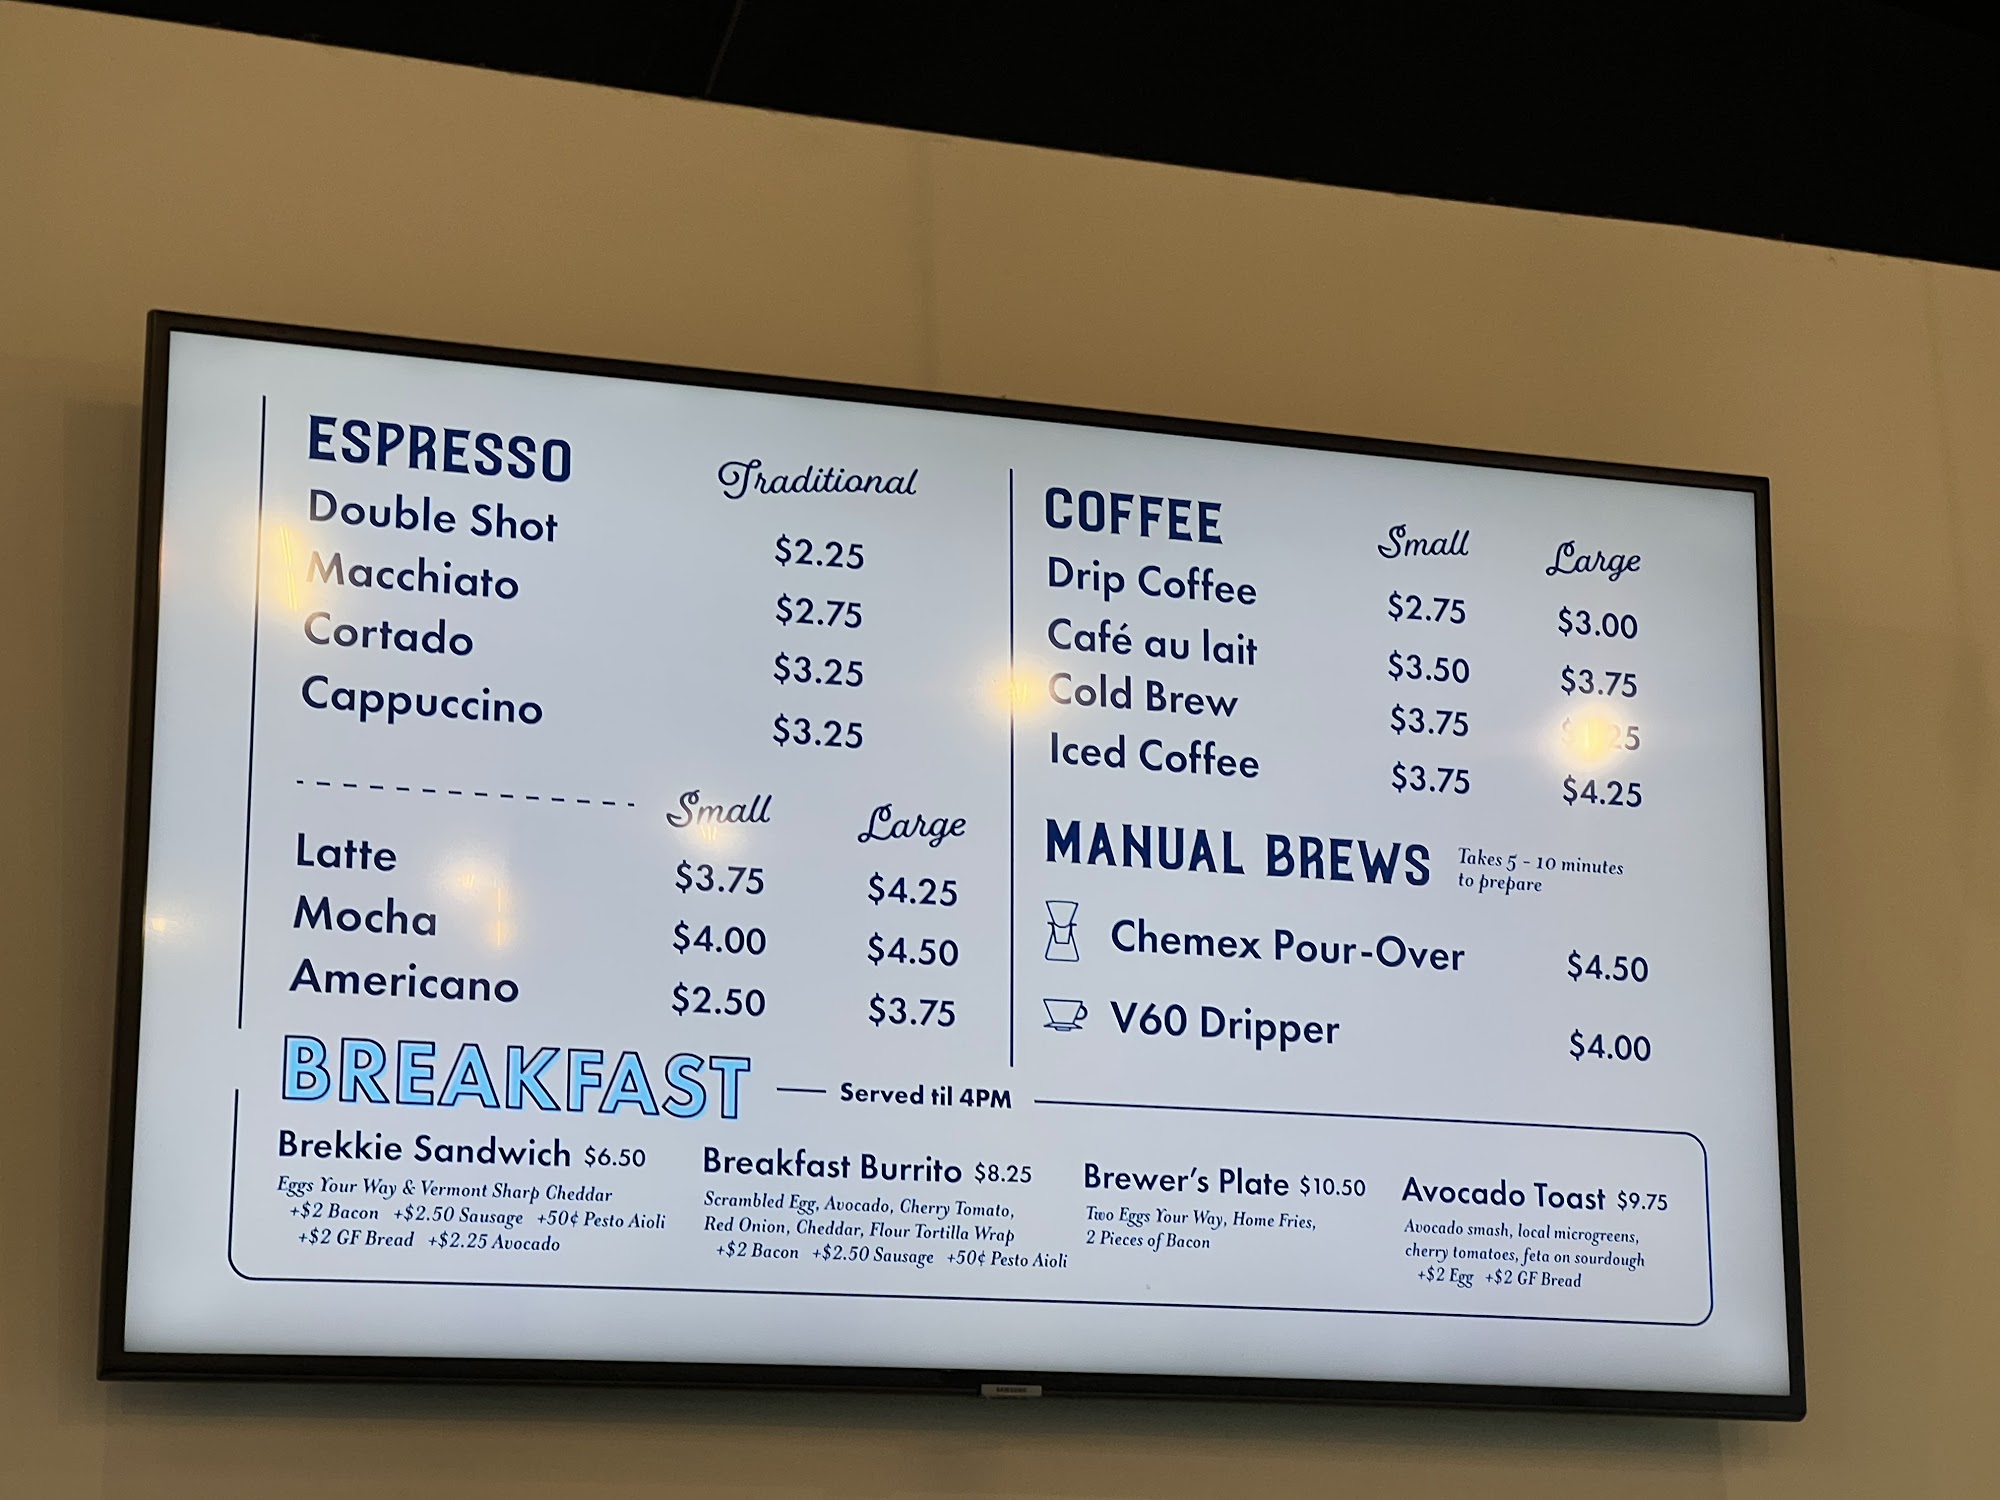 ESPRESSO Traditional
Double Shot $2.25
Macchiato $2.75
Cortado $3.25
Cappuccino $3.25
Small Large
Latte $3.75 $4.25
Mocha $4.00 $4.50
Americano $2.50 $3.75
COFFEE Small Large
Drip Coffee $2.75 $3.00
Café au lait $3.50 $3.75
Cold Brew $3.75
Iced Coffee $3.75 $4.25
MANUAL BREWS Takes 5 - 10 minutes
to prepare
Chemex Pour-Over $4.50
V60 Dripper $4.00
BREAKFAST Served til 4PM
Brekkie Sandwich $6.50
Eggs Your Way & Vermont Sharp Cheddar
+$2 Bacon +$2.50 Sausage +50¢ Pesto Aioli
+$2 GF Bread +$2.25 Avocado
Breakfast Burrito $8.25
Scrambled Egg, Avocado, Cherry Tomato,
Red Onion, Cheddar, Flour Tortilla Wrap
+$2 Bacon +$2.50 Sausage +50¢ Pesto Aioli
Brewer's Plate $10.50
Two Eggs Your Way, Home Fries,
2 Pieces of Bacon
Avocado Toast $9.75
Avocado smash, local microgreens,
cherry tomatoes, feta on sourdough
+$2 Egg +$2 GF Bread
SAMSUNG